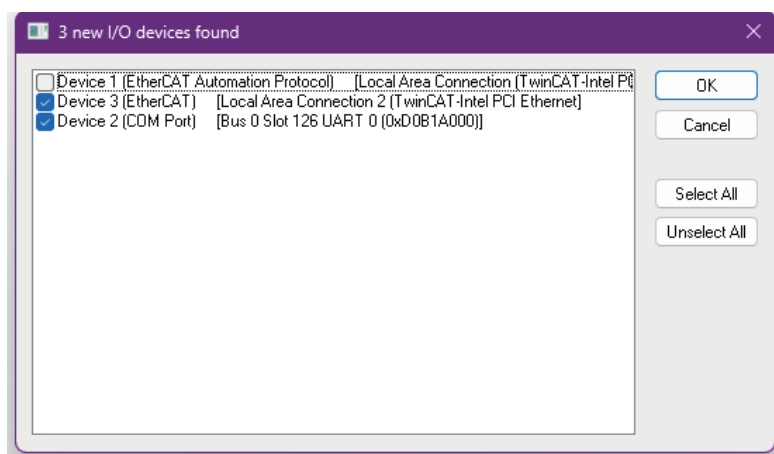 3 new I/O devices found
Device 1 (EtherCAT Automation Protocol) [Local Area Connection (TwinCAT-Intel
Device 3 (EtherCAT) [Local Area Connection 2 (TwinCAT-Intel PCI Ethernet]
Device 2 (COM Port) [Bus 0 Slot 126 UART 0 (0xD0B1A000)]
OK
Cancel
Select All
Unselect All